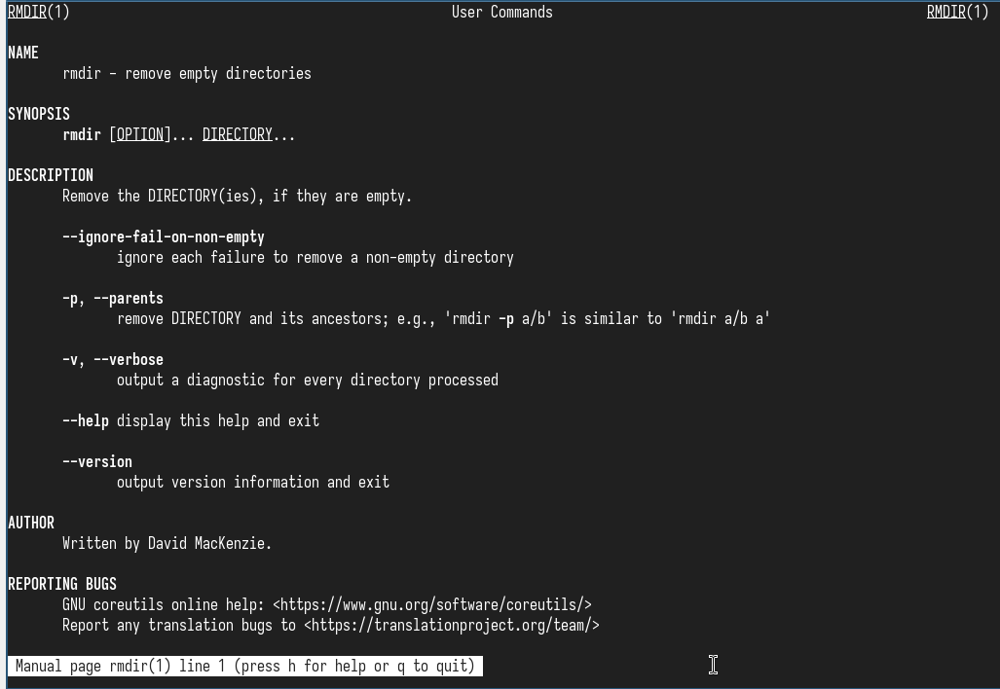 RMDIR(1) User Commands RMDIR(1)
NAME
rmdir - remove empty directories
SYNOPSIS
rmdir [OPTION]... DIRECTORY...
DESCRIPTION
Remove the DIRECTORY(ies), if they are empty.
--ignore-fail-on-non-empty
ignore each failure to remove a non-empty directory
-p, --parents
remove DIRECTORY and its ancestors; e.g., 'rmdir -p a/b' is similar to 'rmdir a/b a'
-v, --verbose
output a diagnostic for every directory processed
--help display this help and exit
--version
output version information and exit
AUTHOR
Written by David MacKenzie.
REPORTING BUGS
GNU coreutils online help: <https://www.gnu.org/software/coreutils/>
Report any translation bugs to <https://translationproject.org/team/>
Manual page rmdir(1) line 1 (press h for help or q to quit)